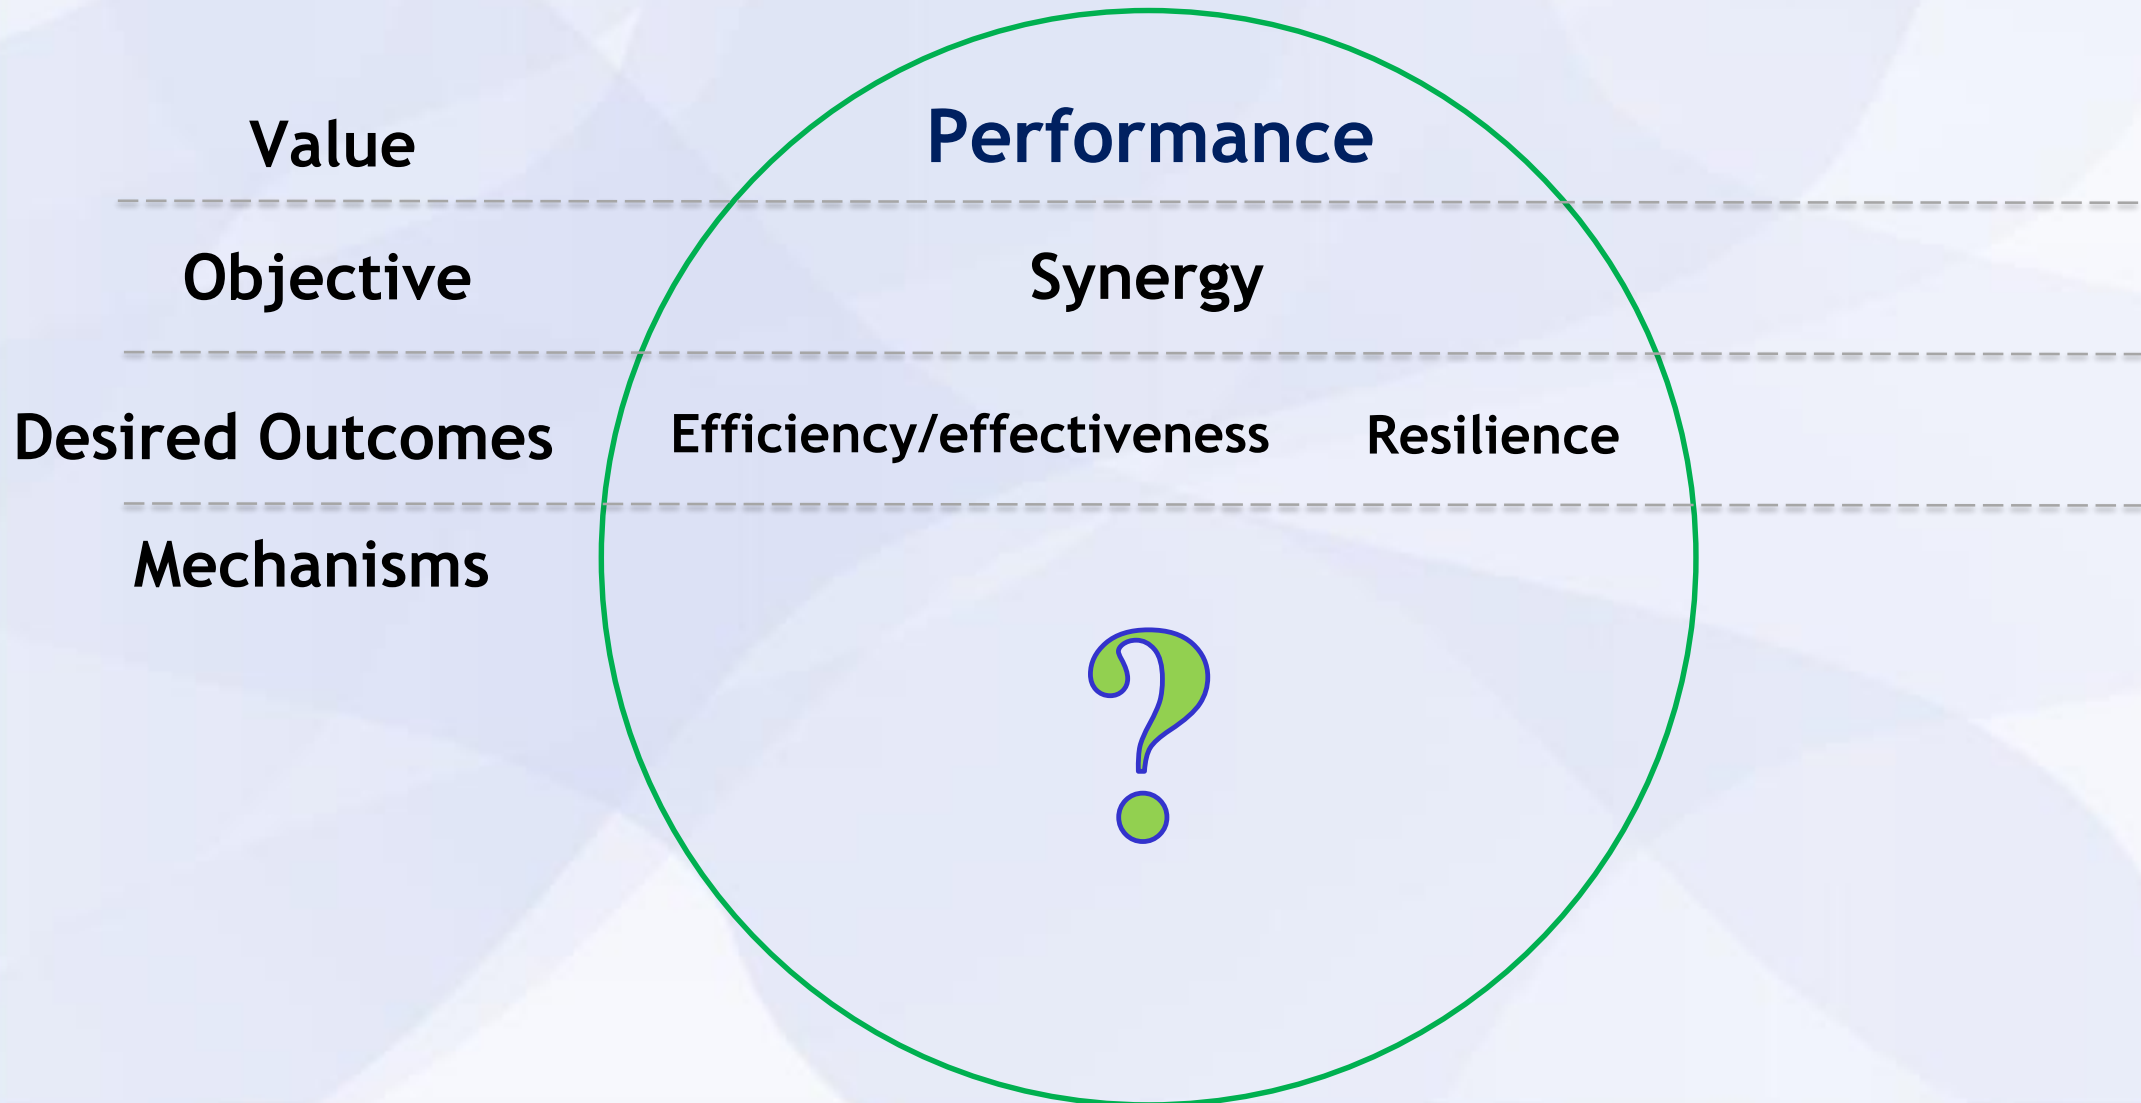 Value Performance
Objective Synergy
Desired Outcomes Efficiency/effectiveness Resilience
Mechanisms
?